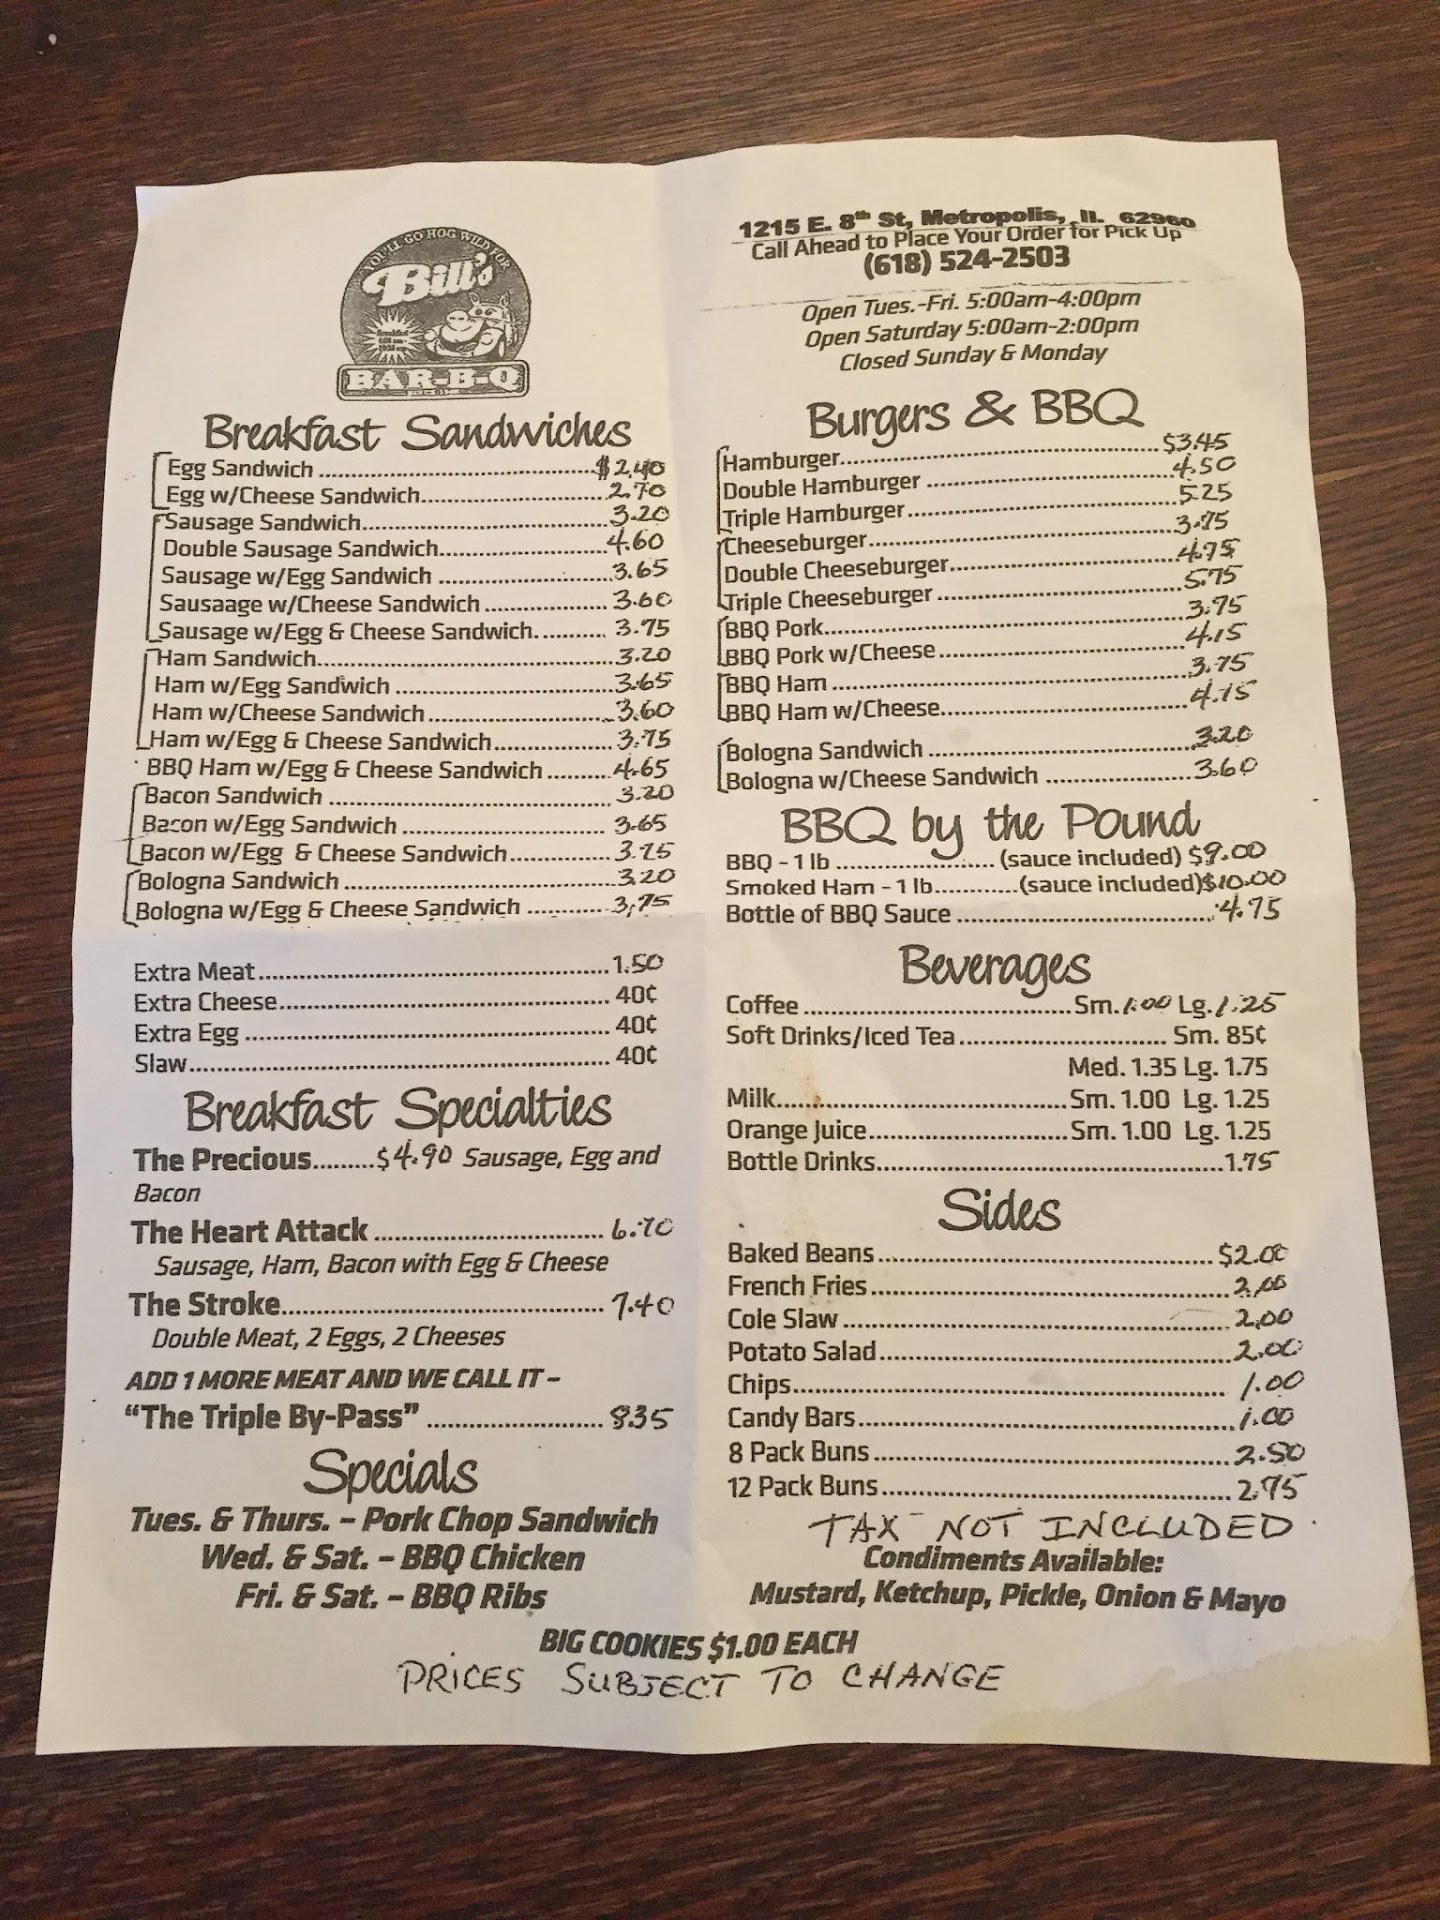 YOU'LL GO HOG WILD FOR
Bill's
Breakfast
BAR-B-Q
Breakfast Sandwiches
Egg Sandwich ........ $2.40
Egg w/Cheese Sandwich........ 2.70
Sausage Sandwich........ 3.20
Double Sausage Sandwich........ 4.60
Sausage w/Egg Sandwich ........ 3.65
Sausaage w/Cheese Sandwich ........ 3.60
Sausage w/Egg & Cheese Sandwich........ 3.75
Ham Sandwich........ 3.20
Ham w/Egg Sandwich ........ 3.65
Ham w/Cheese Sandwich ........ 3.60
Ham w/Egg & Cheese Sandwich........ 3.75
BBQ Ham w/Egg & Cheese Sandwich ........ 4.65
Bacon Sandwich ........ 3.20
Bacon w/Egg Sandwich ........ 3.65
Bacon w/Egg & Cheese Sandwich........ 3.75
Bologna Sandwich ........ 3.20
Bologna w/Egg & Cheese Sandwich ........ 3.75
Extra Meat ........ 1.50
Extra Cheese........ 40¢
Extra Egg ........ 40¢
Slaw........ 40¢
Breakfast Specialties
The Precious........ $4.90 Sausage, Egg and
Bacon
The Heart Attack ........ 6.70
Sausage, Ham, Bacon with Egg & Cheese
The Stroke........ 7.40
Double Meat, 2 Eggs, 2 Cheeses
ADD 1 MORE MEAT AND WE CALL IT –
“The Triple By-Pass” ........ 8.35
Specials
Tues. & Thurs. – Pork Chop Sandwich
Wed. & Sat. – BBQ Chicken
Fri. & Sat. – BBQ Ribs
1215 E. 8th St, Metropolis, Il. 62960
Call Ahead to Place Your Order for Pick Up
(618) 524-2503
Open Tues.-Fri. 5:00am-4:00pm
Open Saturday 5:00am-2:00pm
Closed Sunday & Monday
Burgers & BBQ
Hamburger........ $3.45
Double Hamburger ........ 4.50
Triple Hamburger........ 5.25
Cheeseburger........ 3.75
Double Cheeseburger........ 4.75
Triple Cheeseburger ........ 5.75
BBQ Pork........ 3.75
BBQ Pork w/Cheese........ 4.15
BBQ Ham ........ 3.75
BBQ Ham w/Cheese........ 4.15
Bologna Sandwich ........ 3.20
Bologna w/Cheese Sandwich ........ 3.60
BBQ by the Pound
BBQ - 1 lb ........ (sauce included) $9.00
Smoked Ham - 1 lb........ (sauce included)$10.00
Bottle of BBQ Sauce ........ 4.75
Beverages
Coffee ........ Sm. 1.00 Lg. 1.25
Soft Drinks/Iced Tea ........ Sm. 85¢
Med. 1.35 Lg. 1.75
Milk........ Sm. 1.00 Lg. 1.25
Orange Juice........ Sm. 1.00 Lg. 1.25
Bottle Drinks........ 1.75
Sides
Baked Beans ........ $2.00
French Fries ........ 2.00
Cole Slaw ........ 2.00
Potato Salad........ 2.00
Chips........ 1.00
Candy Bars........ 1.00
8 Pack Buns........ 2.50
12 Pack Buns........ 2.75
TAX NOT INCLUDED
Condiments Available:
Mustard, Ketchup, Pickle, Onion & Mayo
BIG COOKIES $1.00 EACH
PRICES SUBJECT TO CHANGE